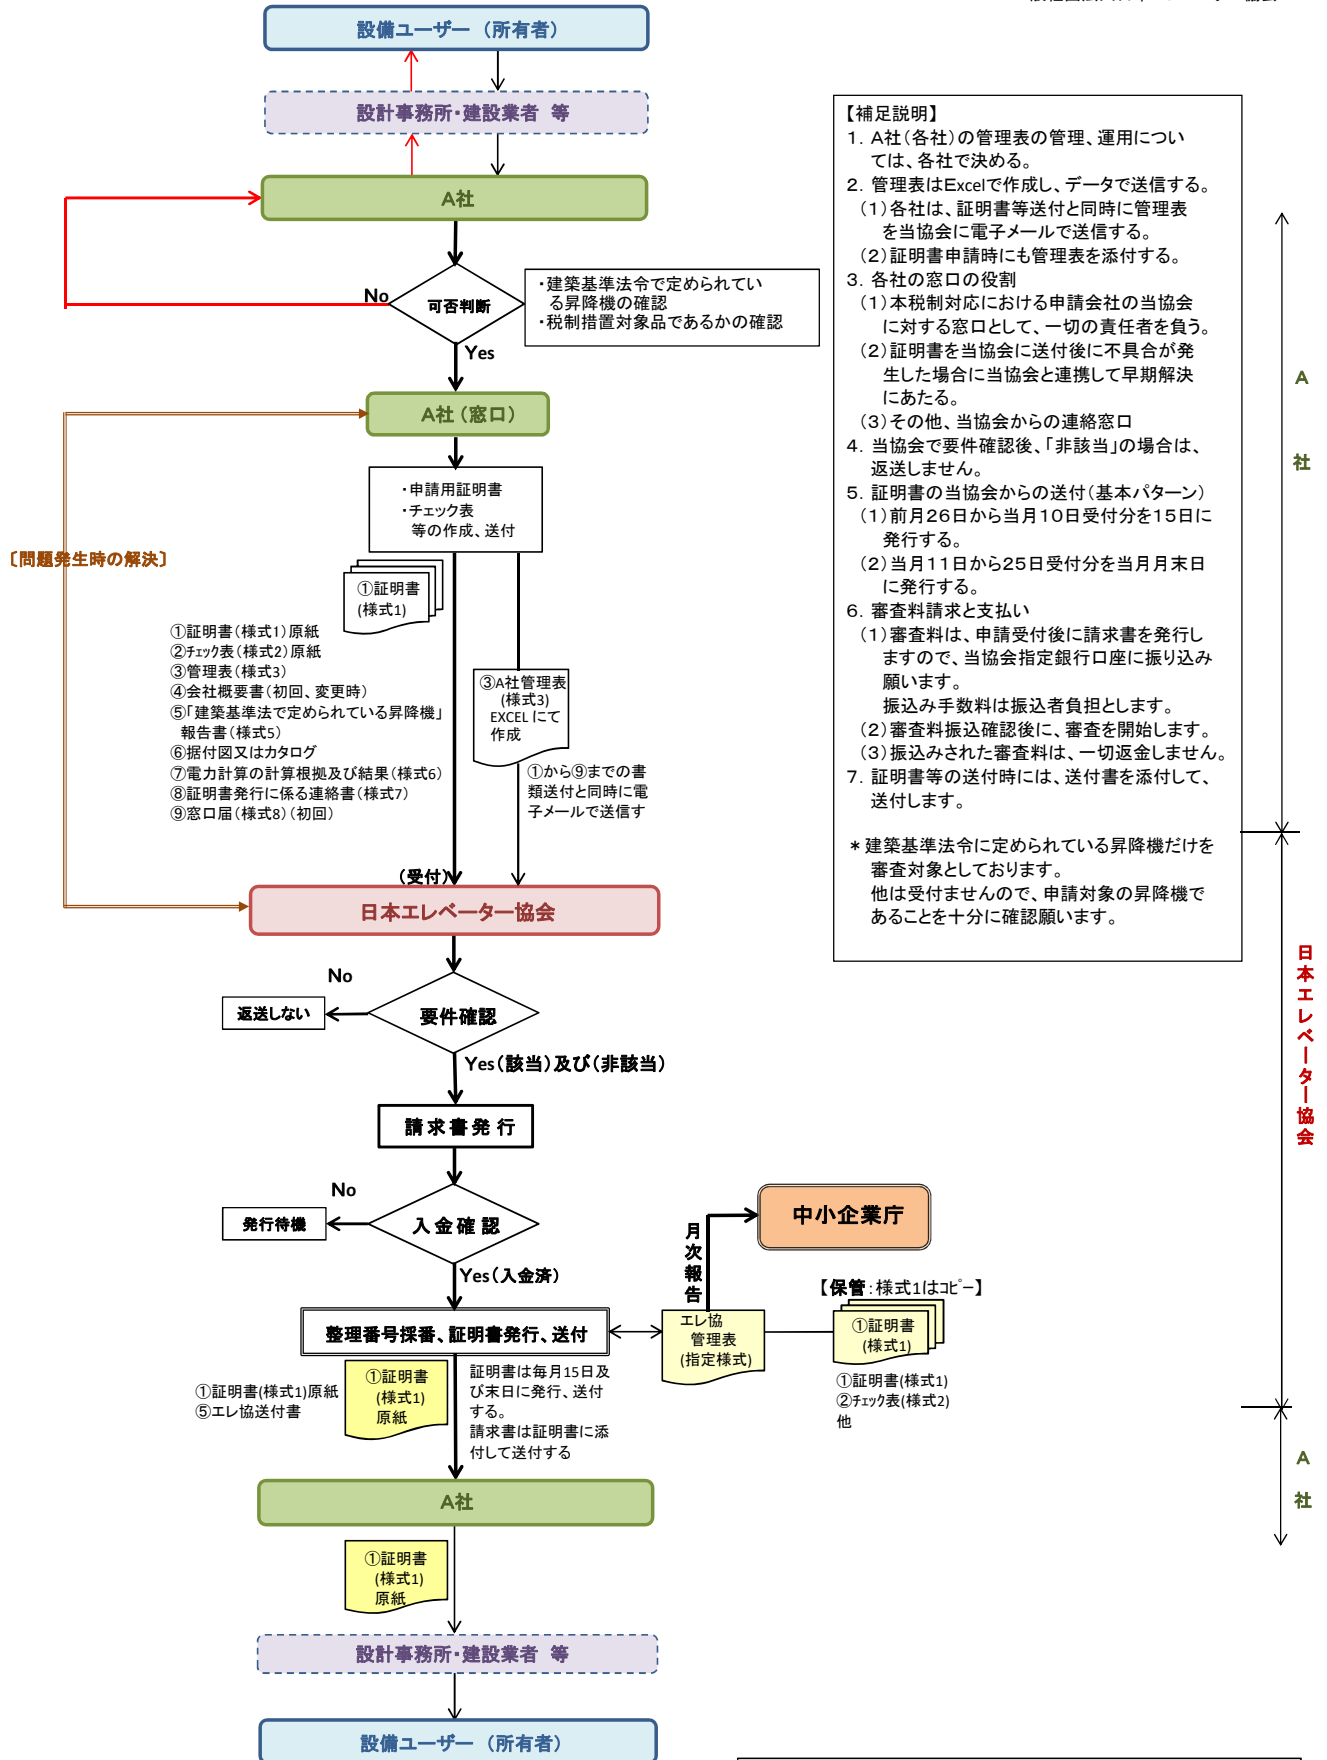 設備ユーザー （所有者）
設計事務所・建設業者 等
A社
No
可否判断
・建築基準法令で定められてい
る昇降機の確認
・税制措置対象品であるかの確認
Yes
A社（窓口）
・申請用証明書
・チェック表
等の作成、送付
〔問題発生時の解決〕
①証明書
(様式1)
①証明書（様式1）原紙
②チェック表（様式2）原紙
③管理表（様式3）
④会社概要書（初回、変更時）
⑤「建築基準法で定められている昇降機」
報告書（様式5）
⑥据付図又はカタログ
⑦電力計算の計算根拠及び結果（様式6）
⑧証明書発行に係る連絡書（様式7）
⑨窓口届（様式8）（初回）
③A社管理表
(様式3)
EXCEL にて
作成
①から⑨までの書
類送付と同時に電
子メールで送信す
（受付）
日本エレベーター協会
No
返送しない
要件確認
Yes（該当）及び（非該当）
請求書発行
No
発行待機
入金確認
Yes（入金済）
整理番号採番、証明書発行、送付
①証明書(様式1)原紙
⑤エレ協送付書
①証明書
(様式1)
原紙
証明書は毎月15日及
び末日に発行、送付
する。
請求書は証明書に添
付して送付する
月次報告
中小企業庁
エレ協
管理表
(指定様式)
【保管：様式1はコピー】
①証明書
(様式1)
①証明書(様式1)
②チェック表(様式2)
他
A社
①証明書
(様式1)
原紙
設計事務所・建設業者 等
設備ユーザー （所有者）
【補足説明】
1．A社（各社）の管理表の管理、運用につい
ては、各社で決める。
2．管理表はExcelで作成し、データで送信する。
（1）各社は、証明書等送付と同時に管理表
を当協会に電子メールで送信する。
（2）証明書申請時にも管理表を添付する。
3．各社の窓口の役割
（1）本税制対応における申請会社の当協会
に対する窓口として、一切の責任者を負う。
（2）証明書を当協会に送付後に不具合が発
生した場合に当協会と連携して早期解決
にあたる。
（3）その他、当協会からの連絡窓口
4．当協会で要件確認後、「非該当」の場合は、
返送しません。
5．証明書の当協会からの送付（基本パターン）
（1）前月26日から当月10日受付分を15日に
発行する。
（2）当月11日から25日受付分を当月月末日
に発行する。
6．審査料請求と支払い
（1）審査料は、申請受付後に請求書を発行し
ますので、当協会指定銀行口座に振り込み
願います。
振込み手数料は振込者負担とします。
（2）審査料振込確認後に、審査を開始します。
（3）振込みされた審査料は、一切返金しません。
7．証明書等の送付時には、送付書を添付して、
送付します。
＊建築基準法令に定められている昇降機だけを
審査対象としております。
他は受付ませんので、申請対象の昇降機で
あることを十分に確認願います。
A社
日本エレベーター協会
A社